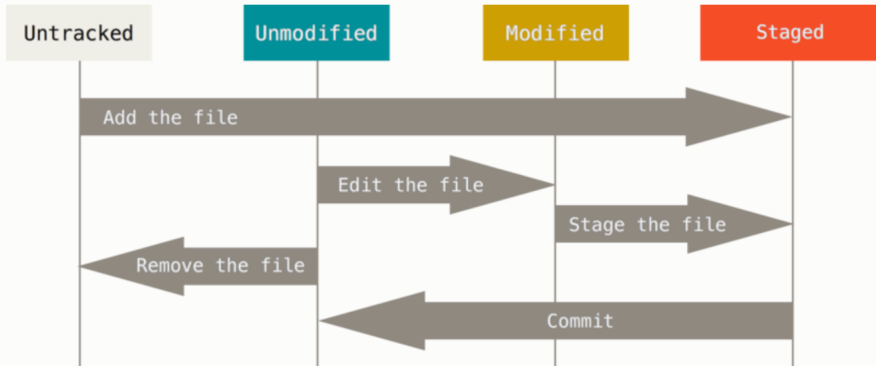 Untracked
Unmodified
Modified
Staged
Add the file
Edit the file
Stage the file
Remove the file
Commit